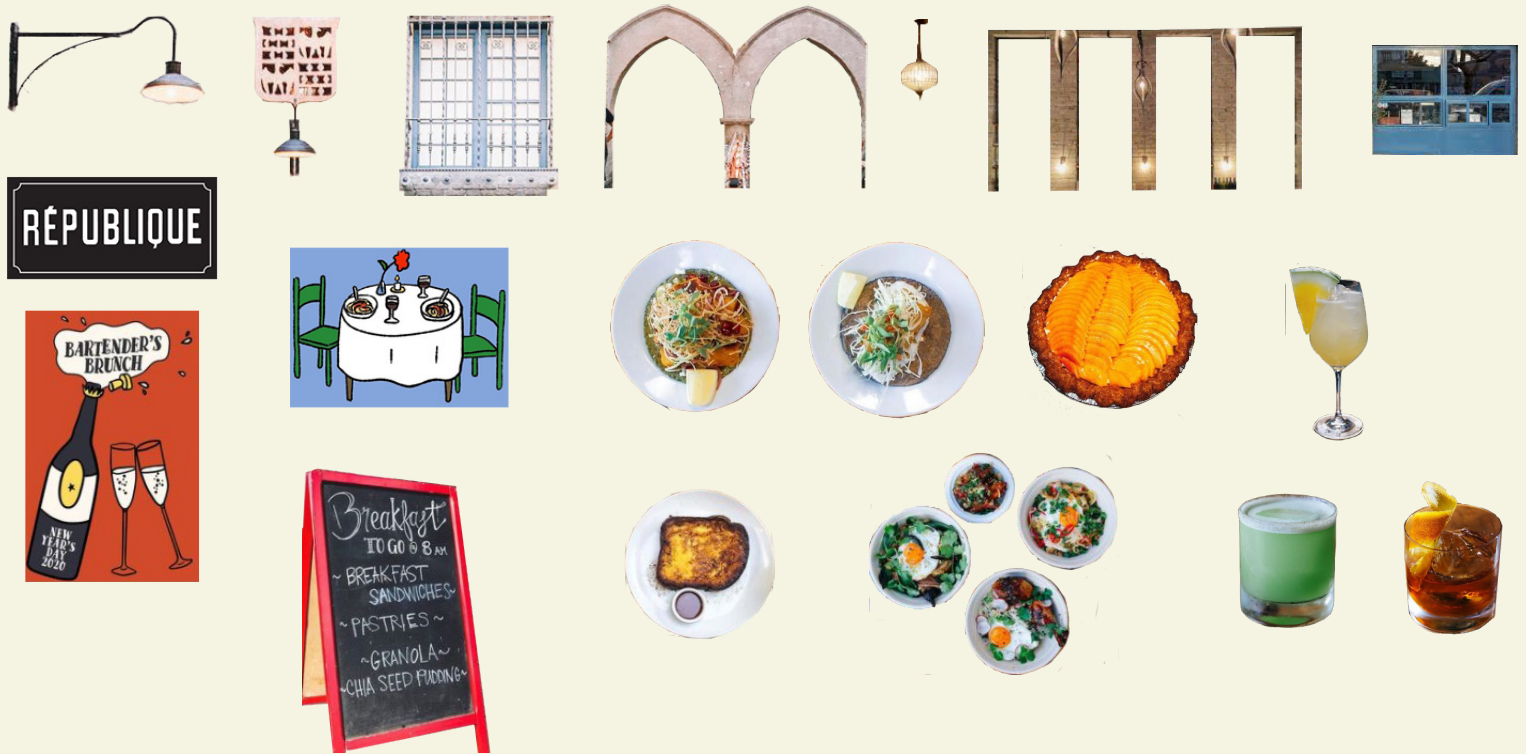 RÉPUBLIQUE
BARTENDER'S
BRUNCH
NEW
YEAR'S
DAY
2020
Breakfast
TO GO @ 8 AM
~ BREAKFAST
SANDWICHES~
~ PASTRIES ~
~GRANOLA~
~CHIA SEED PUDDING~